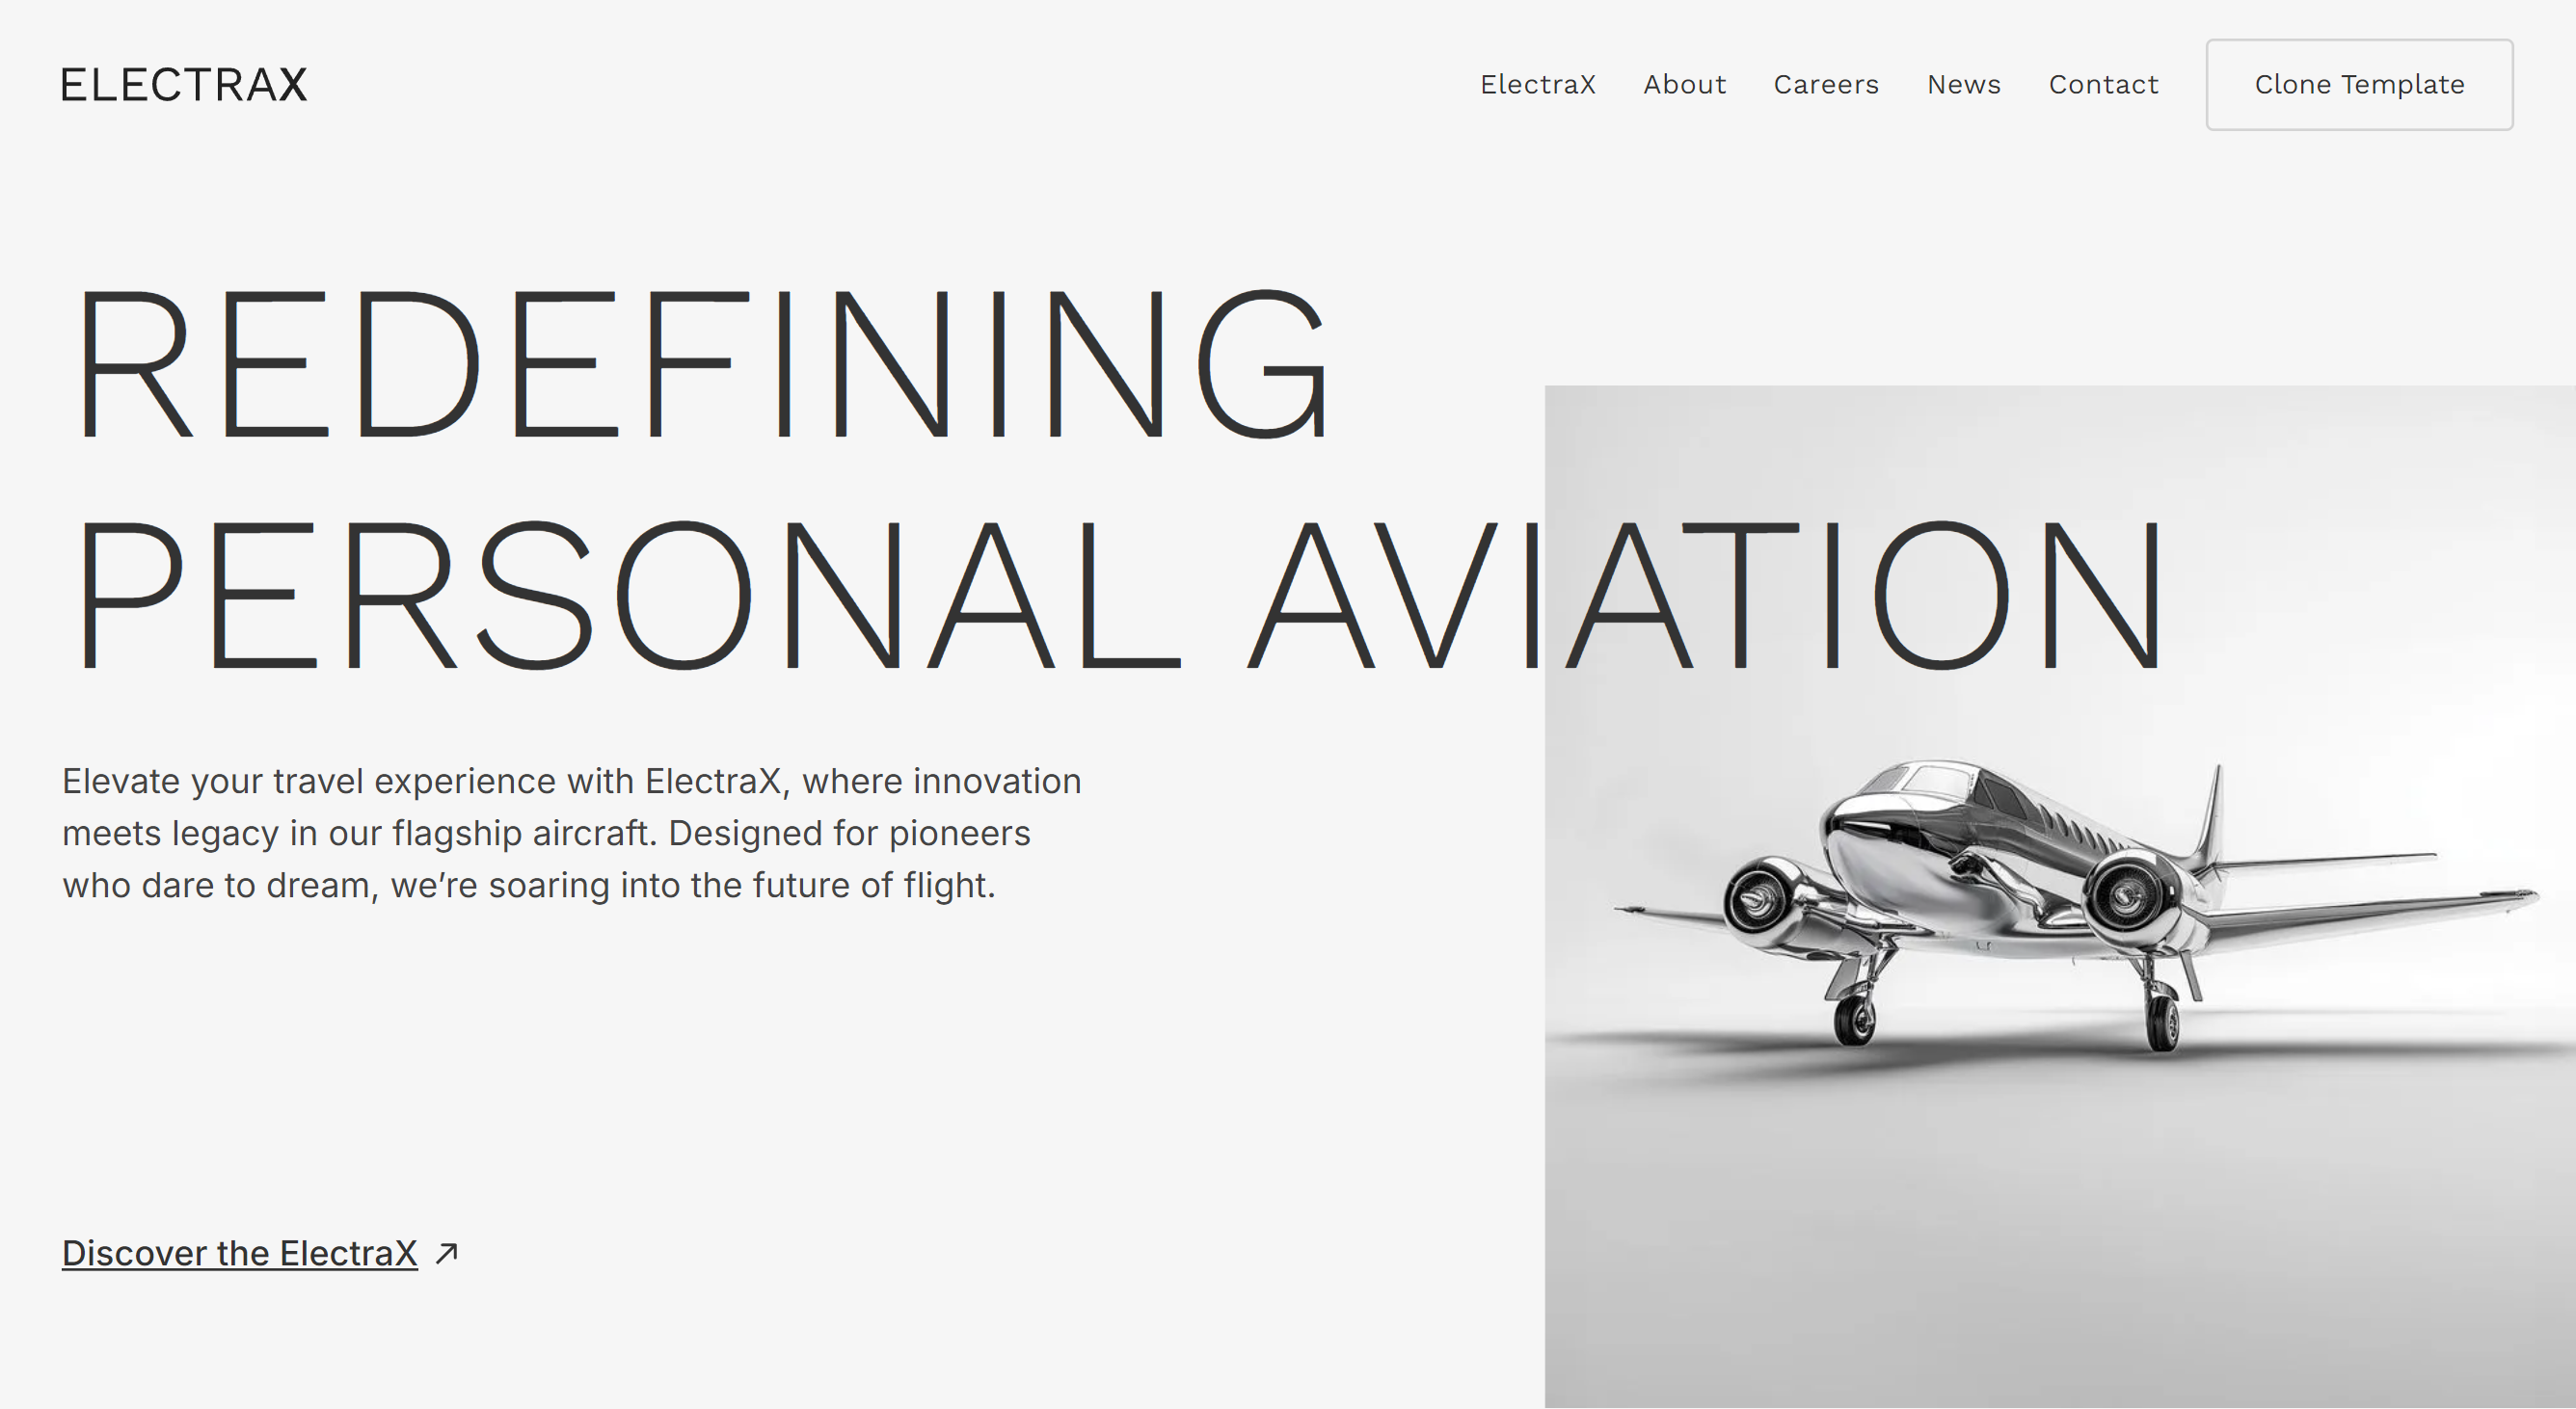 ELECTRAX
ElectraX About Careers News Contact Clone Template
REDEFINING
PERSONAL AVIATION
Elevate your travel experience with ElectraX, where innovation
meets legacy in our flagship aircraft. Designed for pioneers
who dare to dream, we’re soaring into the future of flight.
Discover the ElectraX ↗